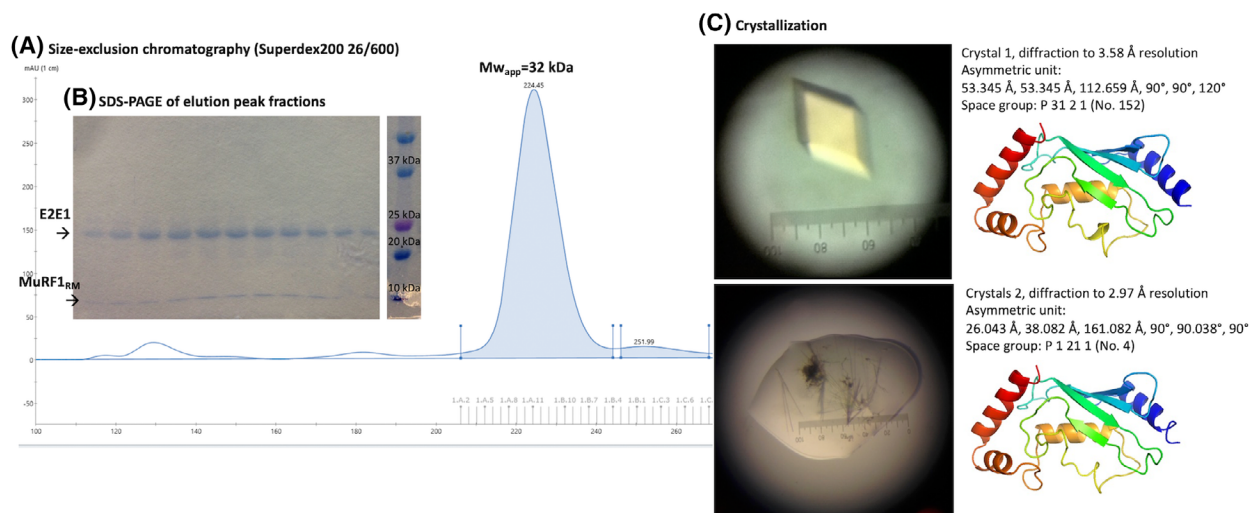 (A) Size-exclusion chromatography (Superdex200 26/600)
mAU (1 cm)
300
250
200
150
100
50
0
-50
100
120
140
160
180
200
220
240
260
Mwapp=32 kDa
224.45
251.99
1.A.2
1.A.5
1.A.8
1.A.11
1.B.10
1.B.7
1.B.4
1.B.1
1.C.3
1.C.6
1.C.
(B) SDS-PAGE of elution peak fractions
E2E1
MuRF1RM
37 kDa
25 kDa
20 kDa
10 kDa
(C) Crystallization
Crystal 1, diffraction to 3.58 Å resolution
Asymmetric unit:
53.345 Å, 53.345 Å, 112.659 Å, 90°, 90°, 120°
Space group: P 31 2 1 (No. 152)
Crystals 2, diffraction to 2.97 Å resolution
Asymmetric unit:
26.043 Å, 38.082 Å, 161.082 Å, 90°, 90.038°, 90°
Space group: P 1 21 1 (No. 4)